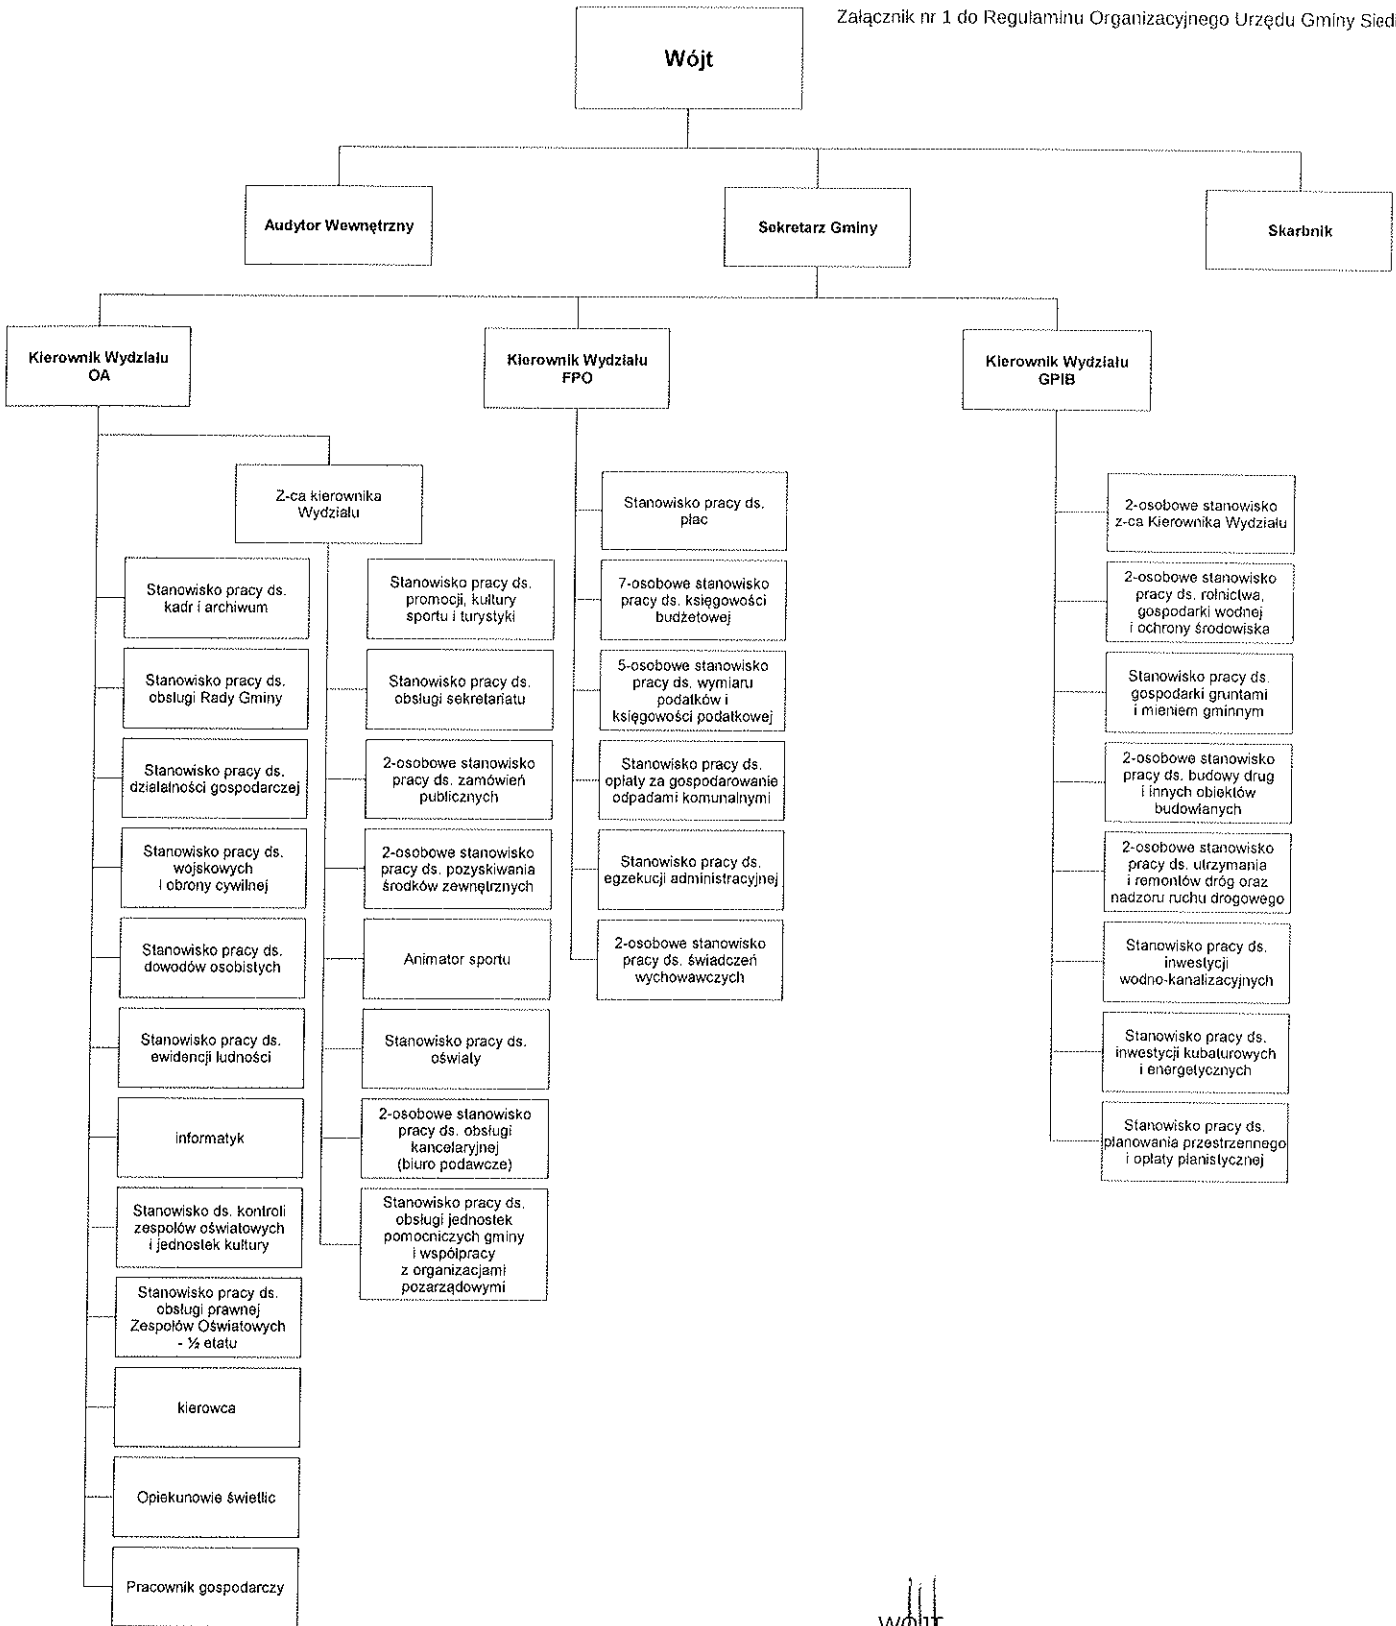 Załącznik nr 1 do Regulaminu Organizacyjnego Urzędu Gminy Siedl
Wójt
Audytor Wewnętrzny
Sekretarz Gminy
Skarbnik
Kierownik Wydziału
OA
Kierownik Wydziału
FPO
Kierownik Wydziału
GPIB
Z-ca kierownika
Wydziału
Stanowisko pracy ds.
kadr i archiwum
Stanowisko pracy ds.
obsługi Rady Gminy
Stanowisko pracy ds.
działalności gospodarczej
Stanowisko pracy ds.
wojskowych
i obrony cywilnej
Stanowisko pracy ds.
dowodów osobistych
Stanowisko pracy ds.
ewidencji ludności
informatyk
Stanowisko ds. kontroli
zespołów oświatowych
i jednostek kultury
Stanowisko pracy ds.
obsługi prawnej
Zespołów Oświatowych
- ½ etatu
kierowca
Opiekunowie świetlic
Pracownik gospodarczy
Stanowisko pracy ds.
promocji, kultury
sportu i turystyki
Stanowisko pracy ds.
obsługi sekretariatu
2-osobowe stanowisko
pracy ds. zamówień
publicznych
2-osobowe stanowisko
pracy ds. pozyskiwania
środków zewnętrznych
Animator sportu
Stanowisko pracy ds.
oświaty
2-osobowe stanowisko
pracy ds. obsługi
kancelaryjnej
(biuro podawcze)
Stanowisko pracy ds.
obsługi jednostek
pomocniczych gminy
i współpracy
z organizacjami
pozarządowymi
Stanowisko pracy ds.
płac
7-osobowe stanowisko
pracy ds. księgowości
budżetowej
5-osobowe stanowisko
pracy ds. wymiaru
podatków i
księgowości podatkowej
Stanowisko pracy ds.
opłaty za gospodarowanie
odpadami komunalnymi
Stanowisko pracy ds.
egzekucji administracyjnej
2-osobowe stanowisko
pracy ds. świadczeń
wychowawczych
2-osobowe stanowisko
z-ca Kierownika Wydziału
2-osobowe stanowisko
pracy ds. rolnictwa,
gospodarki wodnej
i ochrony środowiska
Stanowisko pracy ds.
gospodarki gruntami
i mieniem gminnym
2-osobowe stanowisko
pracy ds. budowy drug
i innych obiektów
budowlanych
2-osobowe stanowisko
pracy ds. utrzymania
i remontów dróg oraz
nadzoru ruchu drogowego
Stanowisko pracy ds.
inwestycji
wodno-kanalizacyjnych
Stanowisko pracy ds.
inwestycji kubaturowych
i energetycznych
Stanowisko pracy ds.
planowania przestrzennego
i opłaty planistycznej
WÓJT